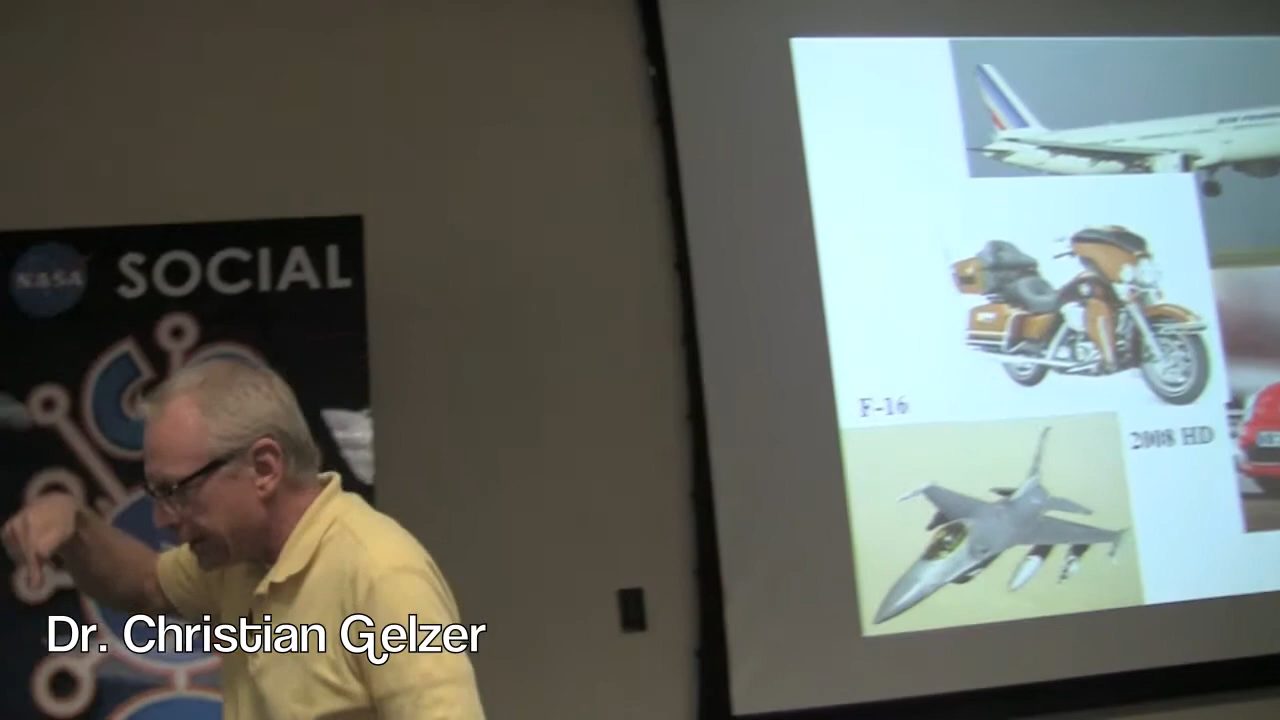 NASA
SOCIAL
F-16
2008 HD
Dr. Christian Gelzer